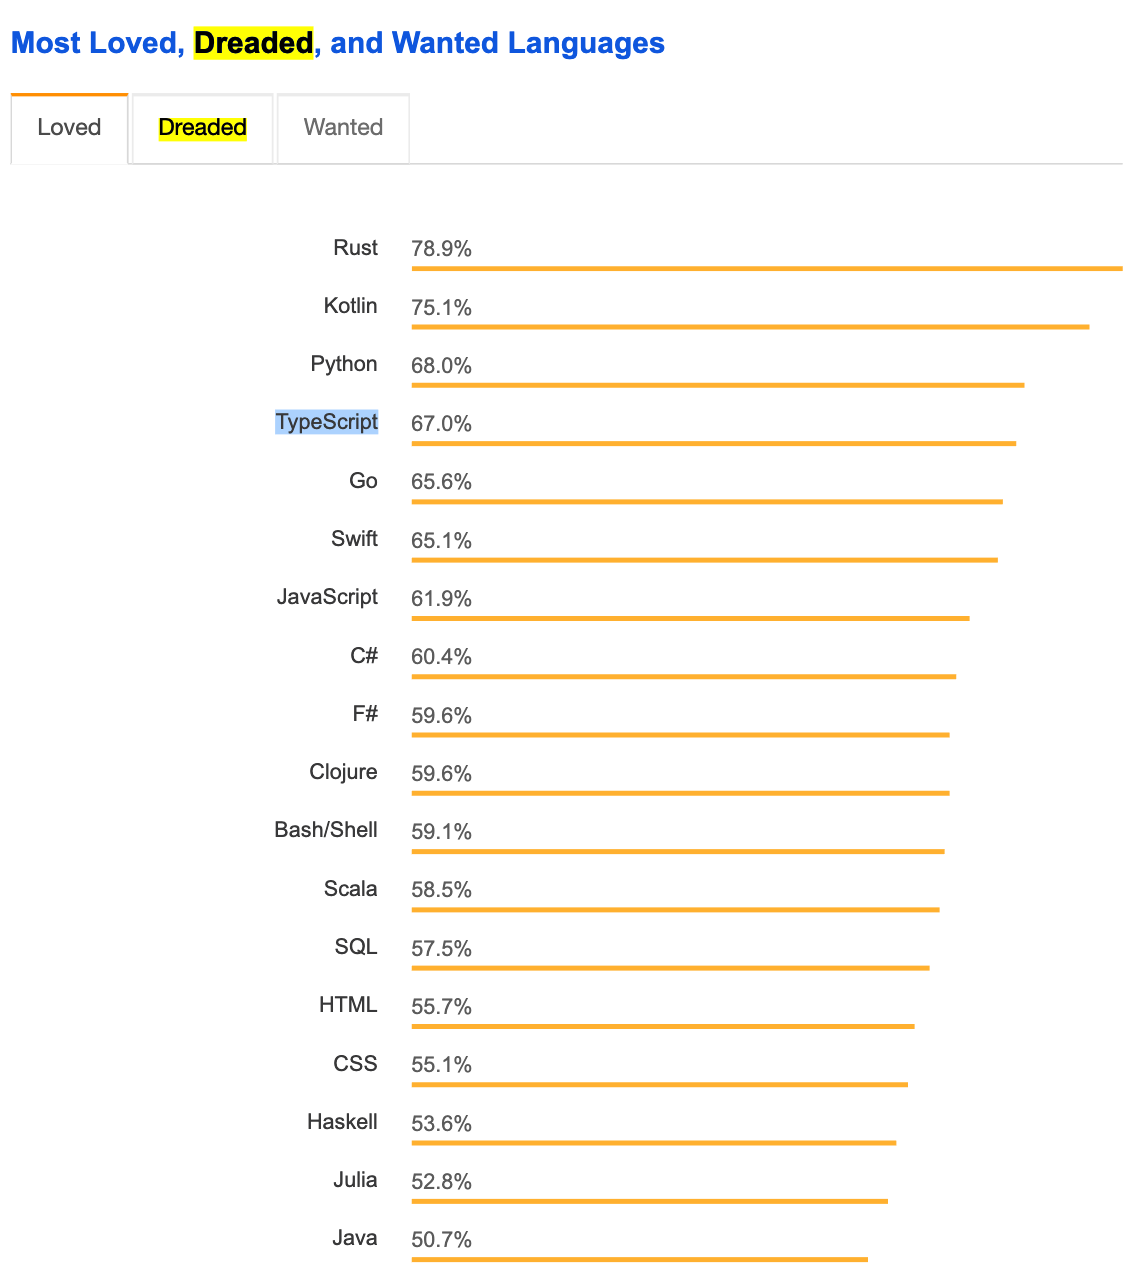 Most Loved, Dreaded, and Wanted Languages
Loved Dreaded Wanted
Rust 78.9%
Kotlin 75.1%
Python 68.0%
TypeScript 67.0%
Go 65.6%
Swift 65.1%
JavaScript 61.9%
C# 60.4%
F# 59.6%
Clojure 59.6%
Bash/Shell 59.1%
Scala 58.5%
SQL 57.5%
HTML 55.7%
CSS 55.1%
Haskell 53.6%
Julia 52.8%
Java 50.7%